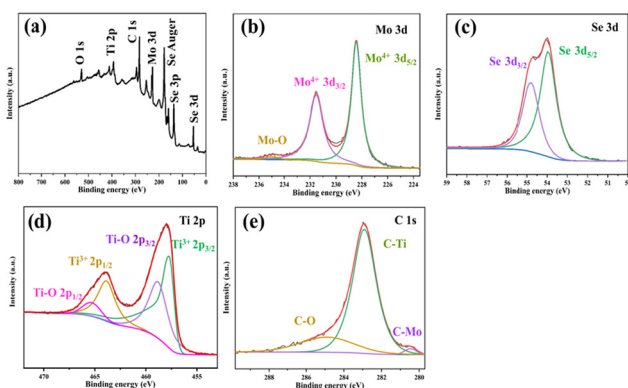 (a)
O 1s
Ti 2p
C 1s
Mo 3d
Se Auger
Se 3p
Se 3d
Intensity (a.u.)
800 700 600 500 400 300 200 100 0
Binding energy (eV)
(b)
Mo 3d
Mo4+ 3d5/2
Mo4+ 3d3/2
Mo-O
Intensity (a.u.)
238 236 234 232 230 228 226 224
Binding energy (eV)
(c)
Se 3d
Se 3d5/2
Se 3d3/2
Intensity (a.u.)
59 58 57 56 55 54 53 52 51 50
Binding energy (eV)
(d)
Ti 2p
Ti-O 2p3/2
Ti3+ 2p1/2
Ti3+ 2p3/2
Ti-O 2p1/2
Intensity (a.u.)
470 465 460 455
Binding energy (eV)
(e)
C 1s
C-Ti
C-O
C-Mo
Intensity (a.u.)
288 286 284 282 280
Binding energy (eV)